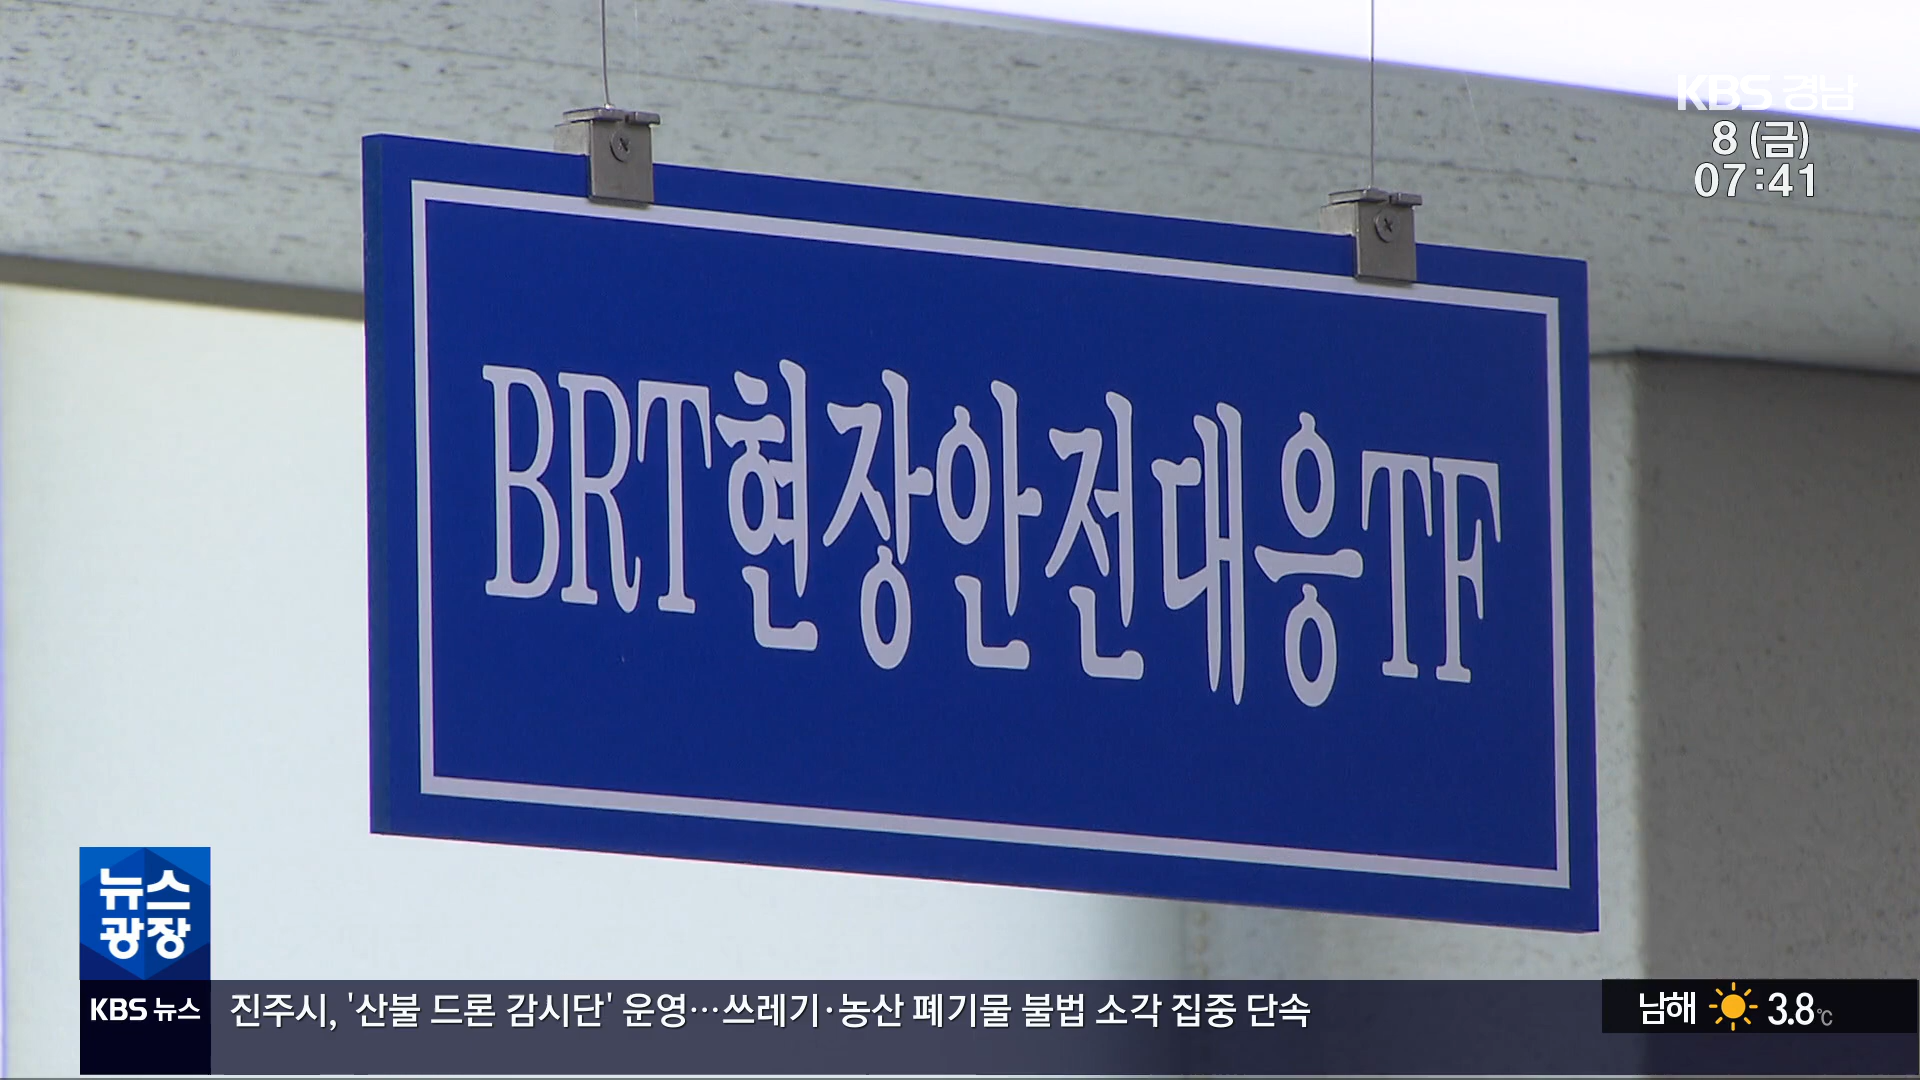 KBS 경남
8 (금)
07:41
BRT현장안전대응TF
뉴스
광장
KBS 뉴스
진주시, '산불 드론 감시단' 운영…쓰레기·농산 폐기물 불법 소각 집중 단속
남해 3.8℃